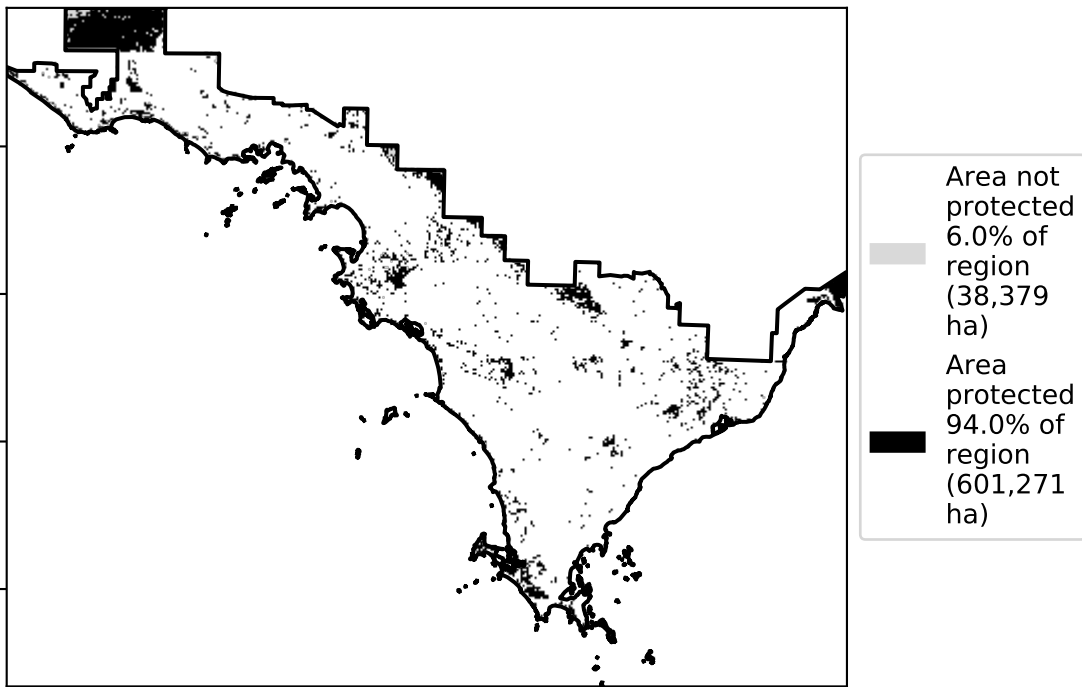 Area not
protected
6.0% of
region
(38,379
ha)
Area
protected
94.0% of
region
(601,271
ha)